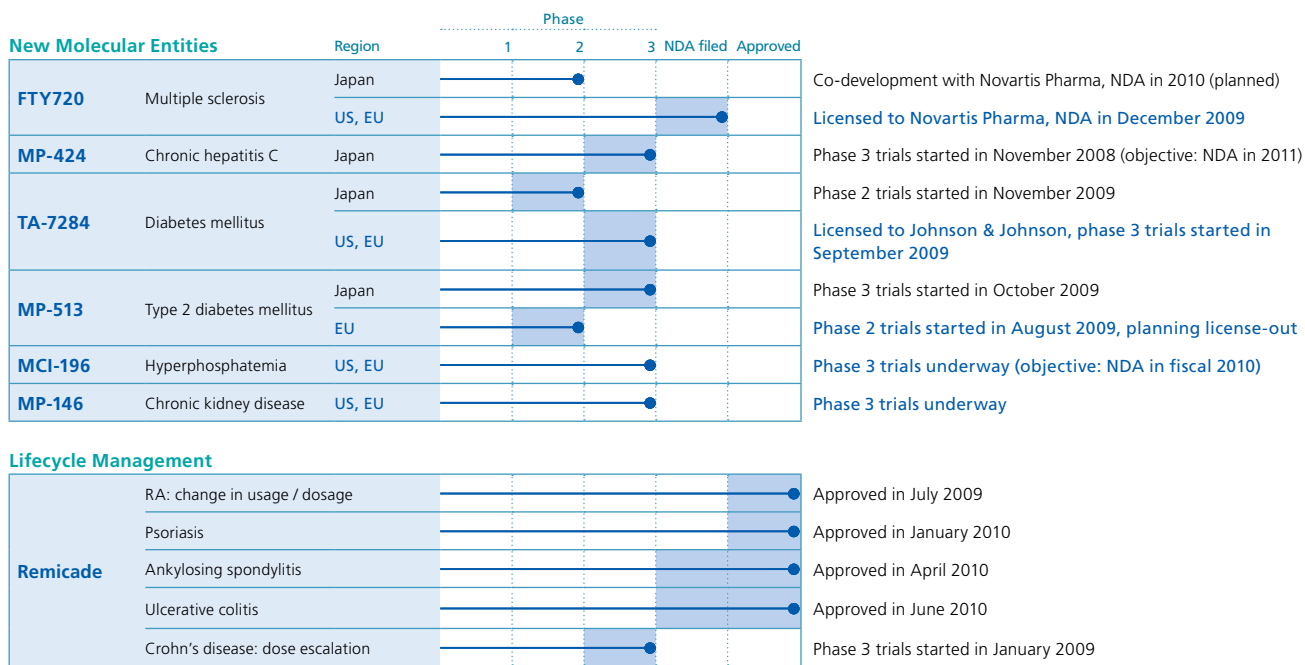 Phase
New Molecular Entities Region 1 2 3 NDA filed Approved
FTY720 Multiple sclerosis Japan Co-development with Novartis Pharma, NDA in 2010 (planned)
US, EU Licensed to Novartis Pharma, NDA in December 2009
MP-424 Chronic hepatitis C Japan Phase 3 trials started in November 2008 (objective: NDA in 2011)
TA-7284 Diabetes mellitus Japan Phase 2 trials started in November 2009
US, EU Licensed to Johnson & Johnson, phase 3 trials started in
September 2009
MP-513 Type 2 diabetes mellitus Japan Phase 3 trials started in October 2009
EU Phase 2 trials started in August 2009, planning license-out
MCI-196 Hyperphosphatemia US, EU Phase 3 trials underway (objective: NDA in fiscal 2010)
MP-146 Chronic kidney disease US, EU Phase 3 trials underway
Lifecycle Management
Remicade RA: change in usage / dosage Approved in July 2009
Psoriasis Approved in January 2010
Ankylosing spondylitis Approved in April 2010
Ulcerative colitis Approved in June 2010
Crohn's disease: dose escalation Phase 3 trials started in January 2009